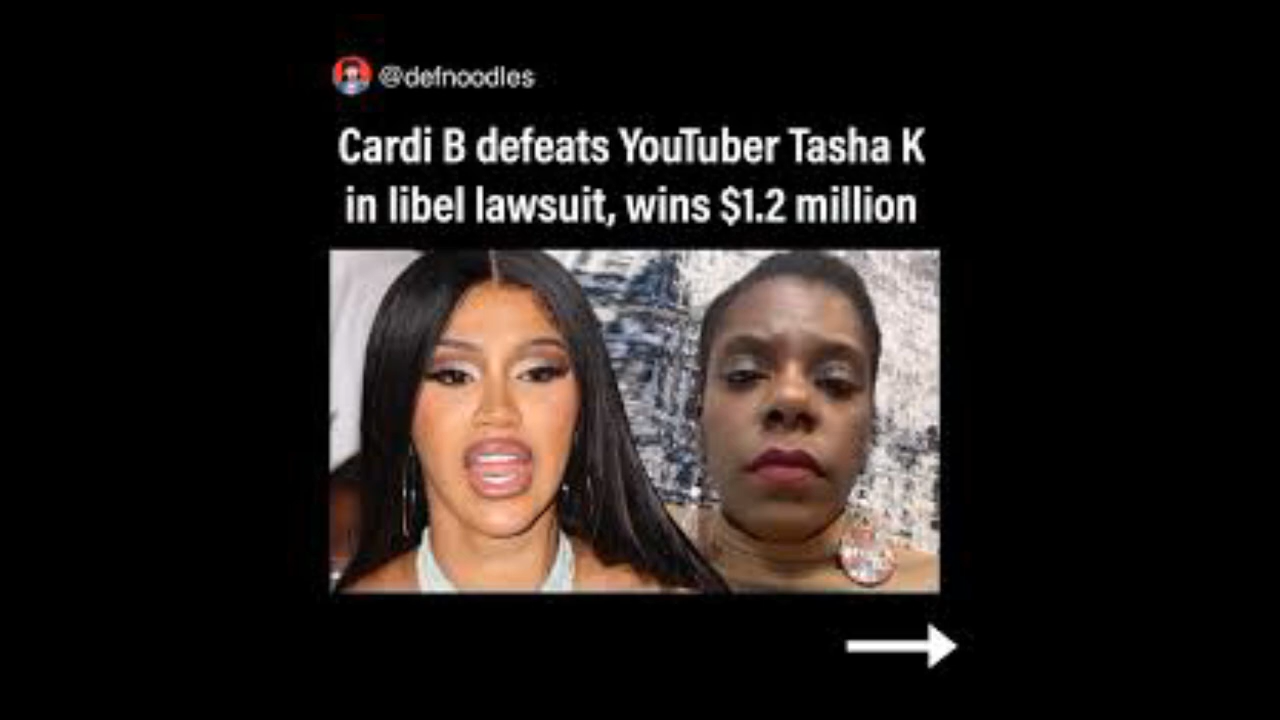 @defnoodles
Cardi B defeats YouTuber Tasha K
in libel lawsuit, wins $1.2 million